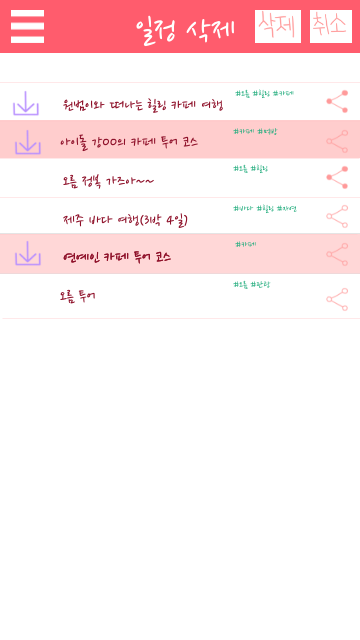 일정 삭제 삭제 취소
원범이와 떠나는 힐링 카페 여행 #오름 #힐링 #카페
아이돌 강OO의 카페 투어 코스 #카페 #여왕
오름 정복 가즈아~~ #오름 #힐링
제주 바다 여행(3박 4일) #바다 #힐링 #자연
연예인 카페 투어 코스 #카페
오름 투어 #오름 #관광